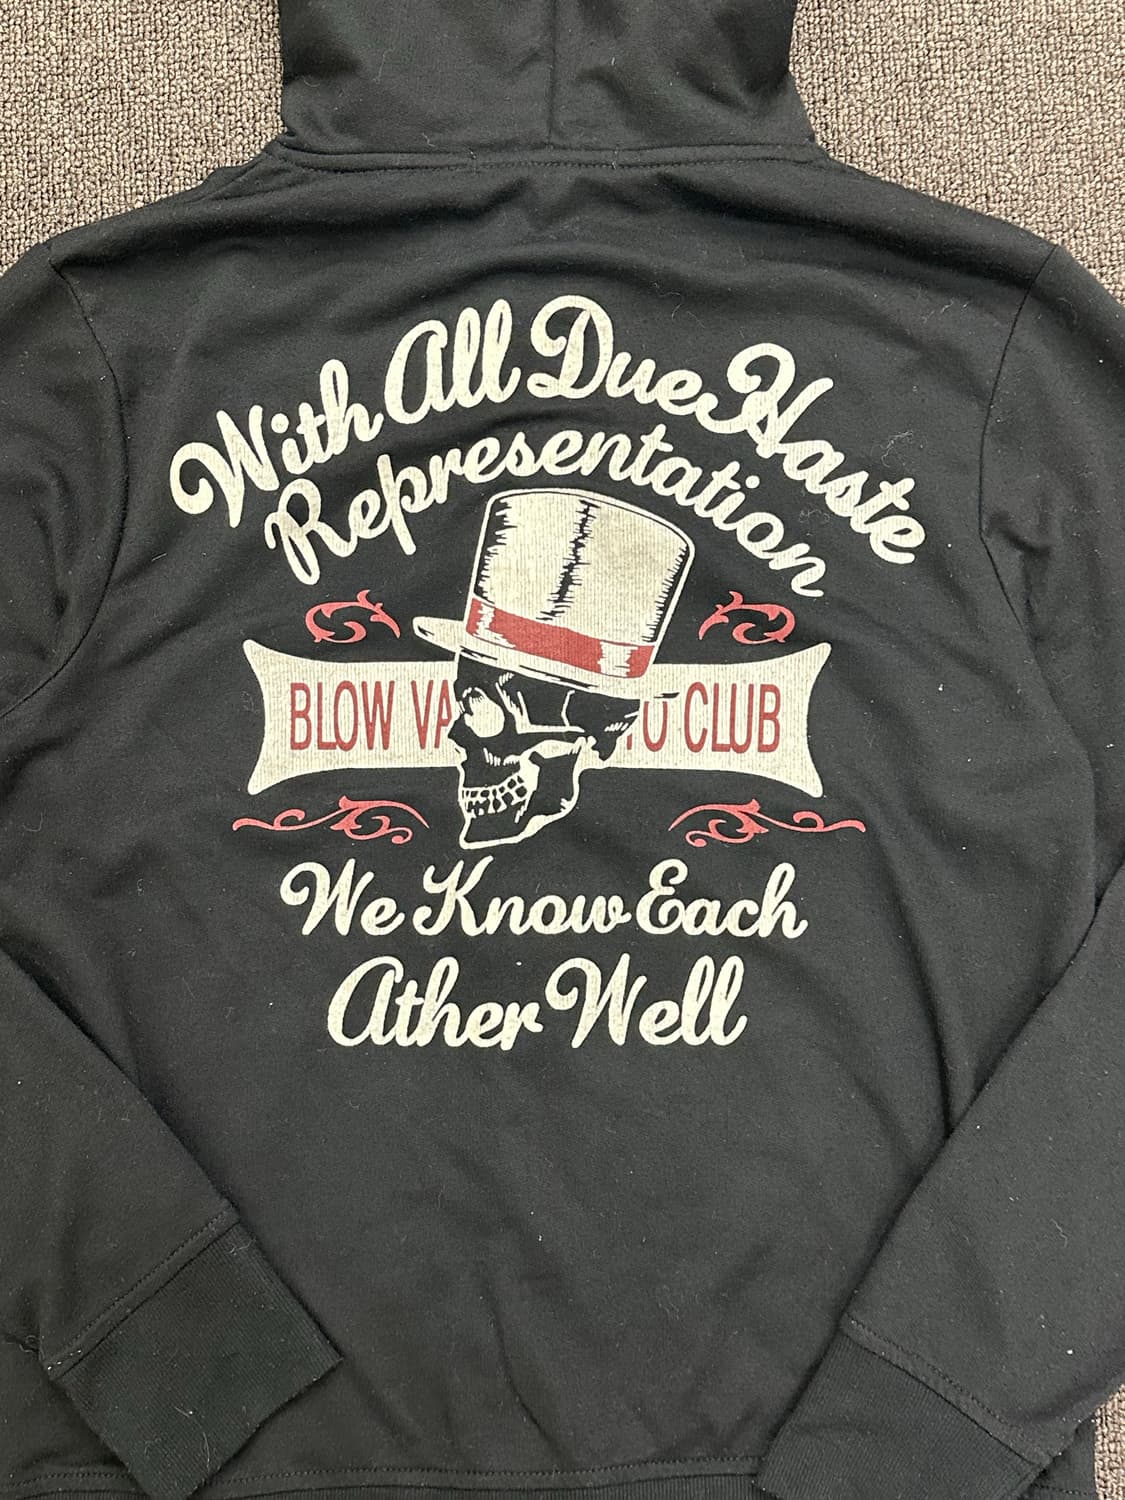 With All Due Haste
Representation
BLOW VA O CLUB
We Know Each
Ather Well